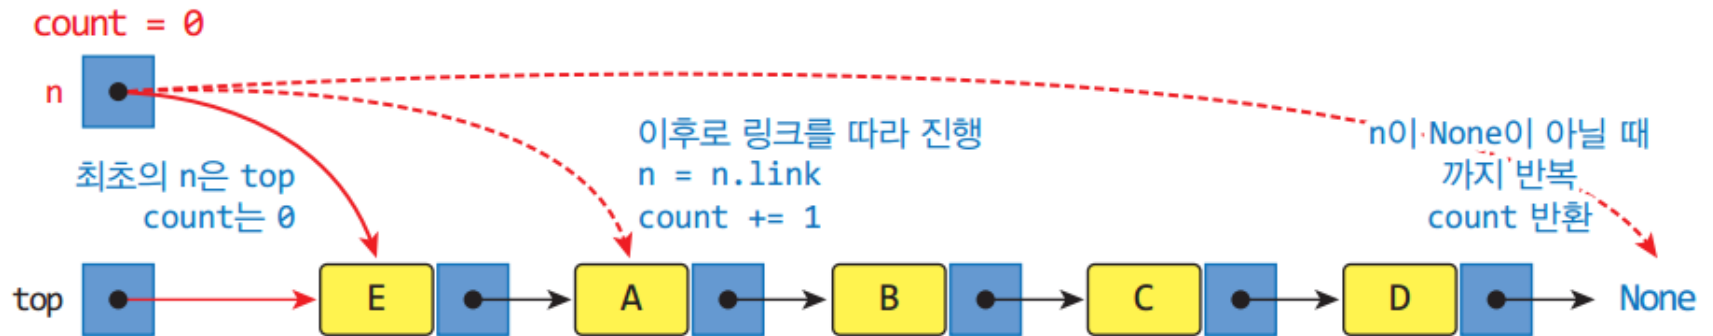 count = 0
n
최초의 n은 top
count는 0
이후로 링크를 따라 진행
n = n.link
count += 1
n이 None이 아닐 때
까지 반복
count 반환
top
E
A
B
C
D
None